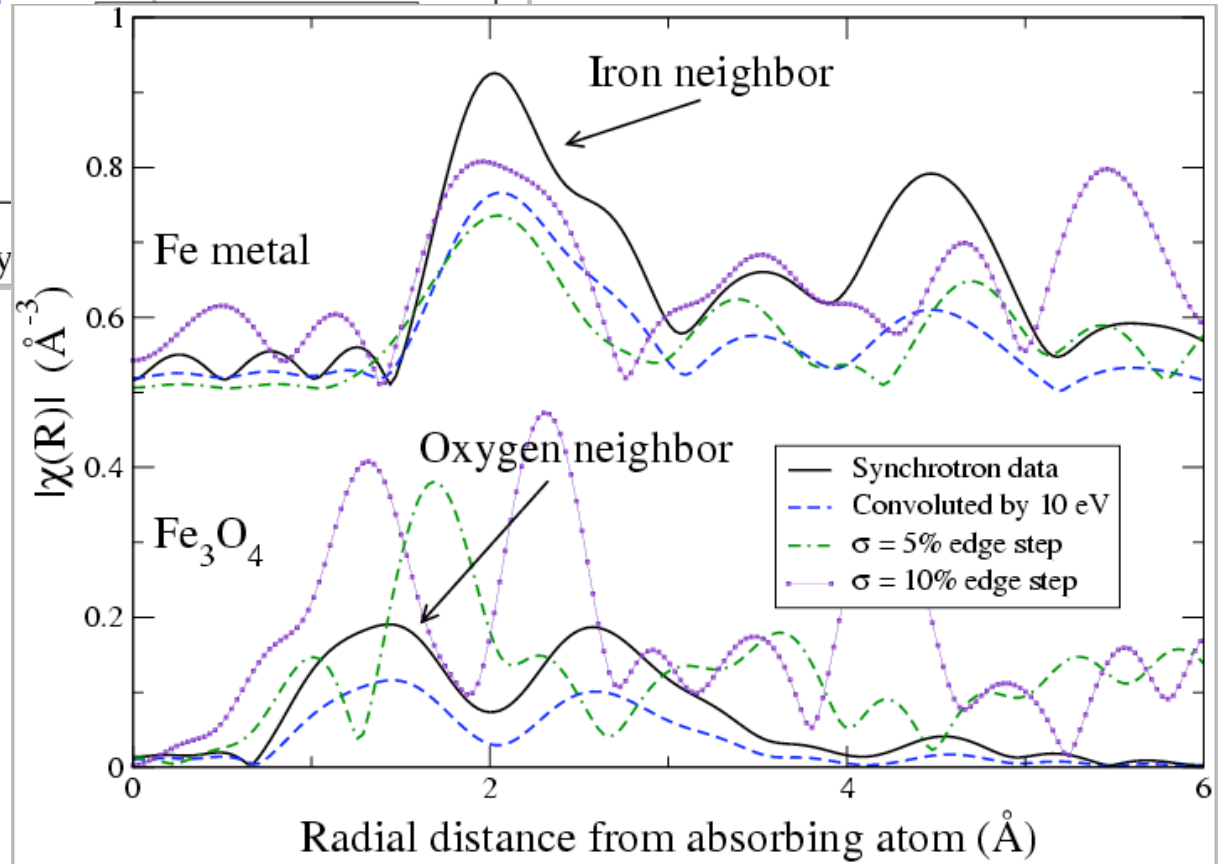 1
0.8
0.6
0.4
0.2
0
0
2
4
6
|χ(R)| (Å⁻³)
Iron neighbor
Fe metal
Oxygen neighbor
Fe₃O₄
Synchrotron data
Convoluted by 10 eV
σ = 5% edge step
σ = 10% edge step
Radial distance from absorbing atom (Å)
y